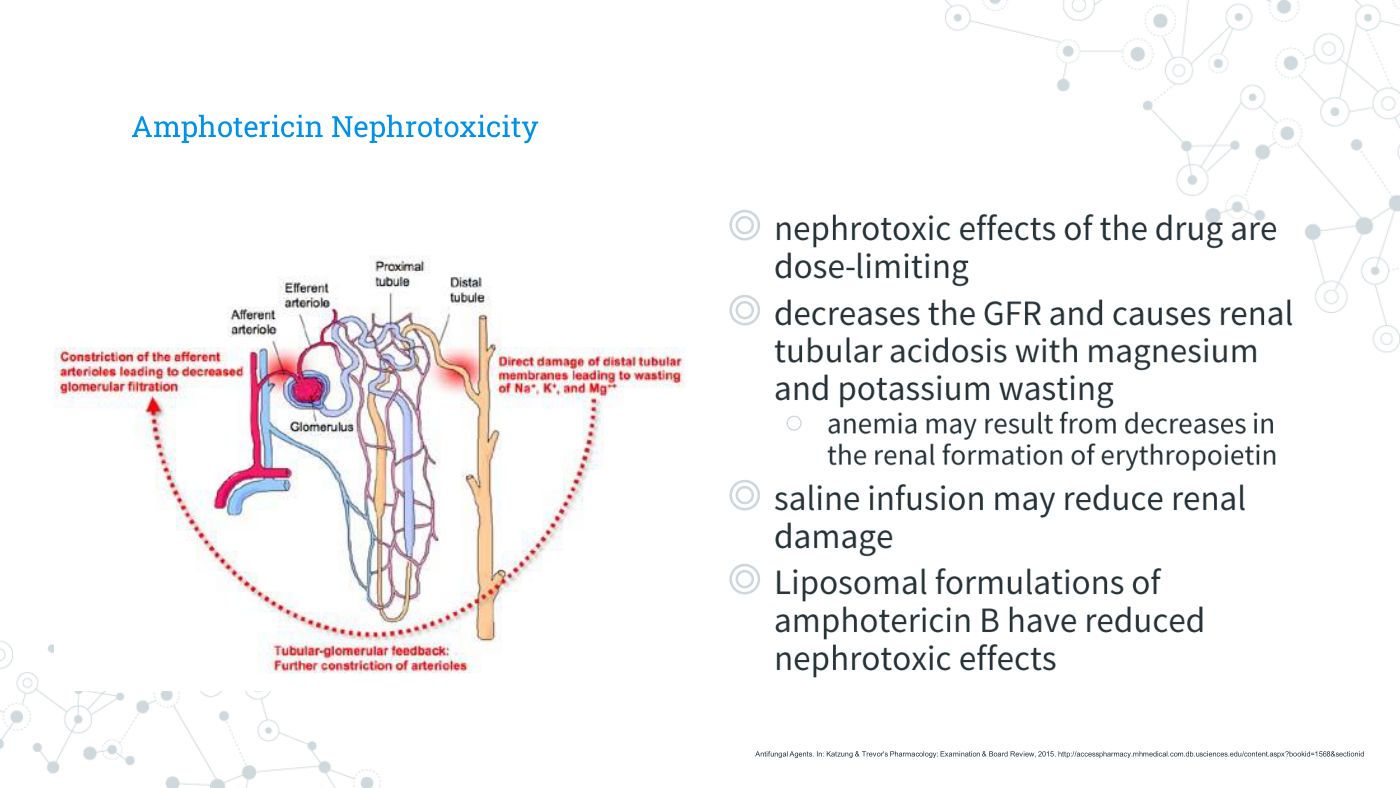 Amphotericin Nephrotoxicity
Proximal
tubule
Distal
tubule
Efferent
arteriole
Afferent
arteriole
Constriction of the afferent
arterioles leading to decreased
glomerular filtration
Direct damage of distal tubular
membranes leading to wasting
of Na⁺, K⁺, and Mg⁺⁺
Glomerulus
Tubular-glomerular feedback:
Further constriction of arterioles
nephrotoxic effects of the drug are
dose-limiting
decreases the GFR and causes renal
tubular acidosis with magnesium
and potassium wasting
anemia may result from decreases in
the renal formation of erythropoietin
saline infusion may reduce renal
damage
Liposomal formulations of
amphotericin B have reduced
nephrotoxic effects
Antifungal Agents. In: Katzung & Trevor's Pharmacology: Examination & Board Review, 2015. http://accesspharmacy.mhmedical.com.db.usciences.edu/content.aspx?bookid=1568&sectionid